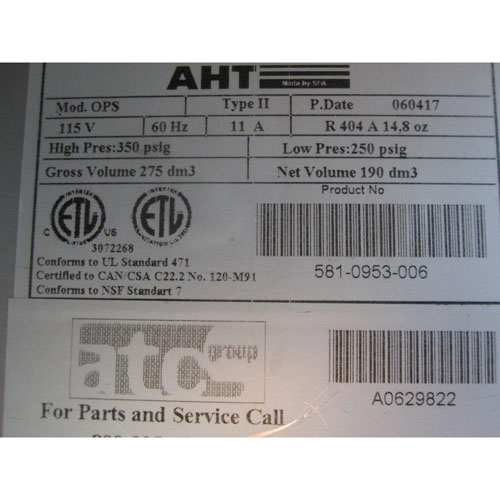 AHT
Made by SFA
Mod. OPS Type II P.Date 060417
115 V 60 Hz 11 A R 404 A 14,8 oz
High Pres:350 psig Low Pres:250 psig
Gross Volume 275 dm3 Net Volume 190 dm3
Product No
ETL ETL
C US
3072268
581-0953-006
Conforms to UL Standard 471
Certified to CAN/CSA C22.2 No. 120-M91
Conforms to NSF Standart 7
atc group
A0629822
For Parts and Service Call